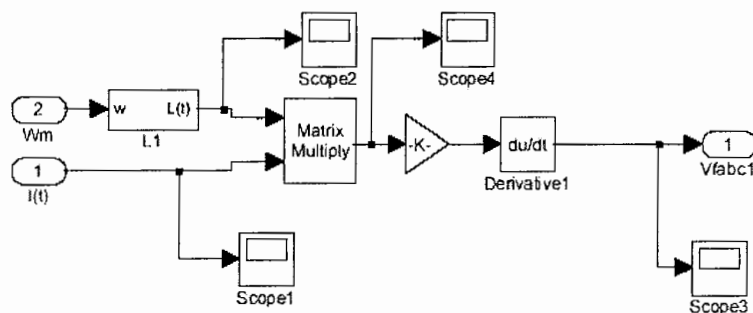 Scope2
Scope4
2
Wm
w
L(t)
L1
Matrix
Multiply
-K-
du/dt
Derivative1
1
Vfabc1
1
I(t)
Scope1
Scope3